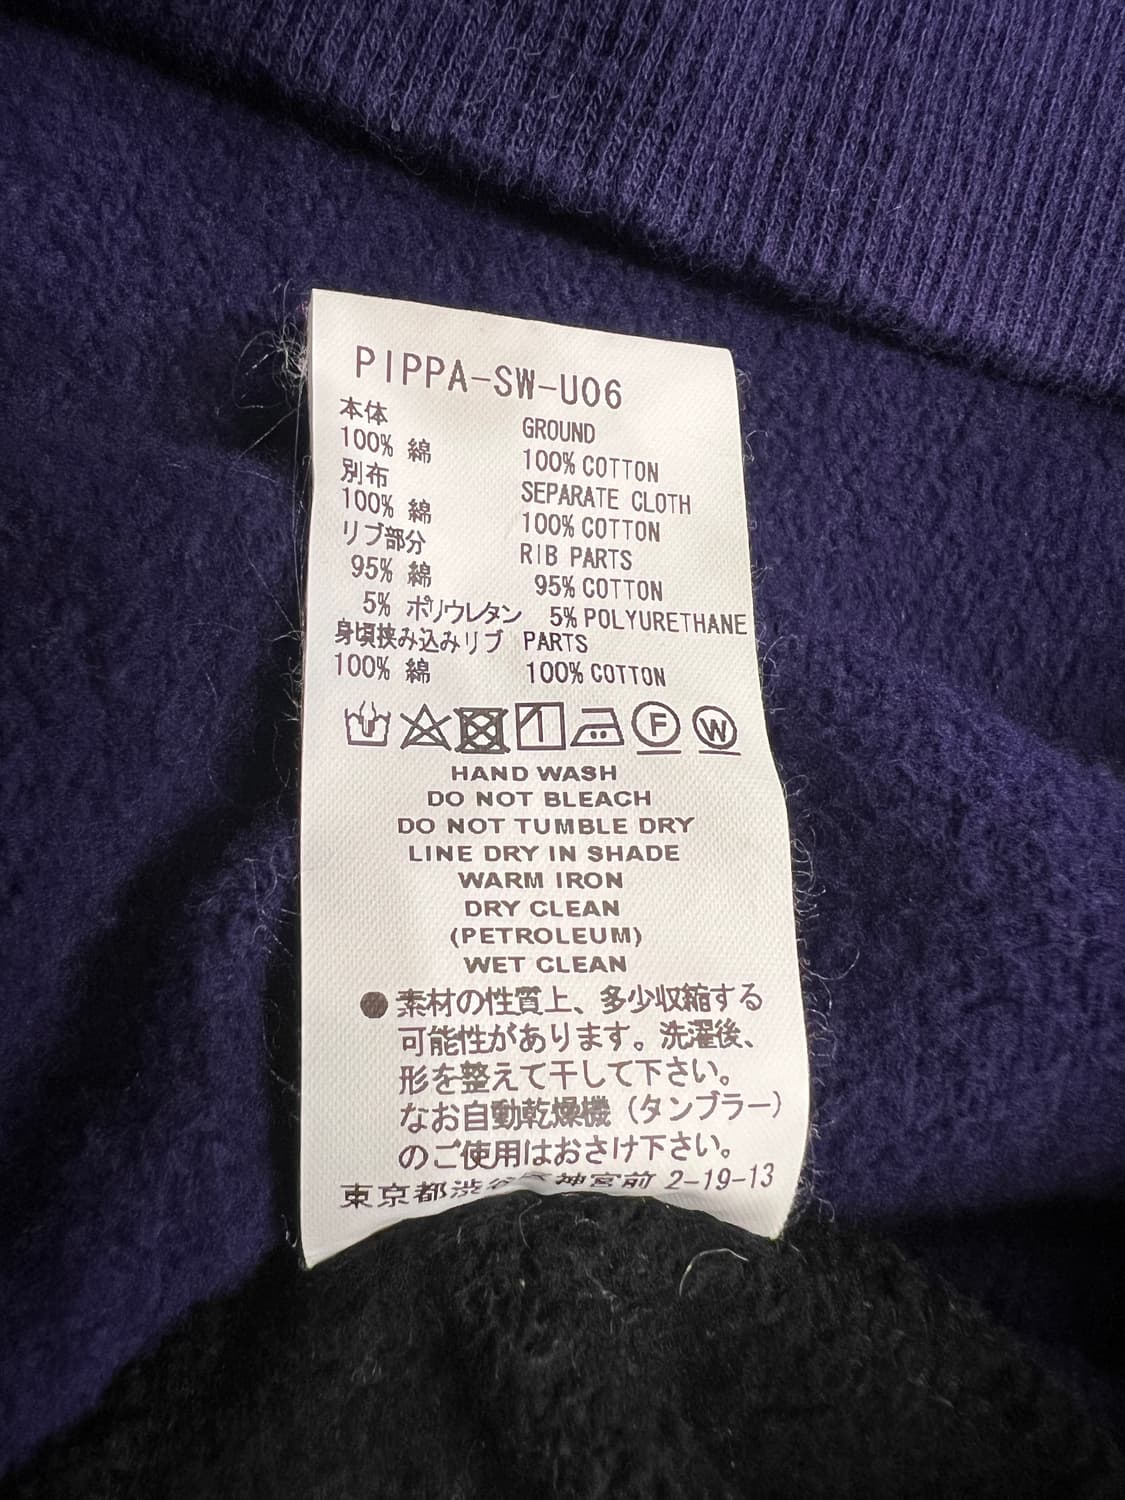 PIPPA-SW-U06
本体 GROUND
100% 綿 100% COTTON
別布 SEPARATE CLOTH
100% 綿 100% COTTON
リブ部分 RIB PARTS
95% 綿 95% COTTON
5% ポリウレタン 5% POLYURETHANE
身頃挟み込みリブ PARTS
100% 綿 100% COTTON
F W
HAND WASH
DO NOT BLEACH
DO NOT TUMBLE DRY
LINE DRY IN SHADE
WARM IRON
DRY CLEAN
(PETROLEUM)
WET CLEAN
●素材の性質上、多少収縮する
可能性があります。洗濯後、
形を整えて干して下さい。
なお自動乾燥機(タンブラー)
のご使用はおさけ下さい。
東京都渋谷区神宮前 2-19-13